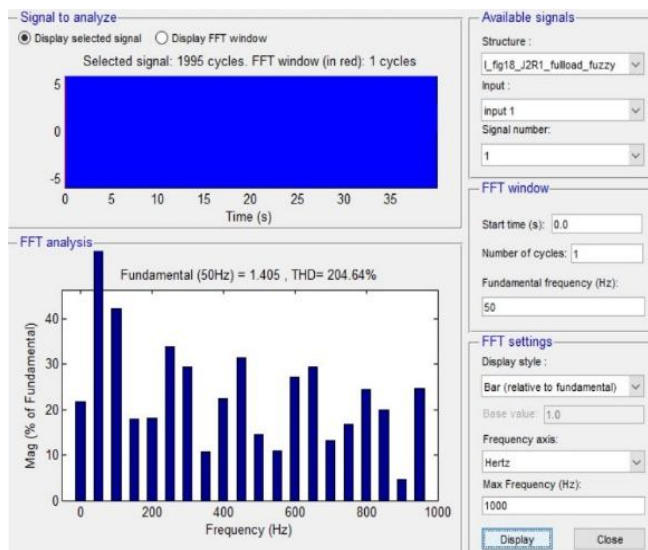 Signal to analyze
Display selected signal
Display FFT window
Selected signal: 1995 cycles. FFT window (in red): 1 cycles
5
0
-5
0 5 10 15 20 25 30 35
Time (s)
FFT analysis
Fundamental (50Hz) = 1.405 , THD= 204.64%
Mag (% of Fundamental)
40
30
20
10
0
0 200 400 600 800 1000
Frequency (Hz)
Available signals
Structure :
I_fig18_J2R1_fullload_fuzzy
Input :
input 1
Signal number:
1
FFT window
Start time (s): 0.0
Number of cycles: 1
Fundamental frequency (Hz):
50
FFT settings
Display style :
Bar (relative to fundamental)
Base value: 1.0
Frequency axis:
Hertz
Max Frequency (Hz):
1000
Display
Close